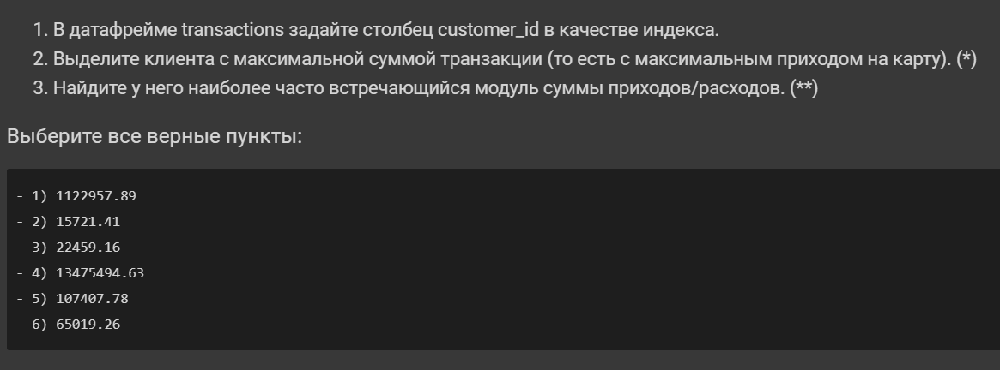 1. В датафрейме transactions задайте столбец customer_id в качестве индекса.
2. Выделите клиента с максимальной суммой транзакции (то есть с максимальным приходом на карту). (*)
3. Найдите у него наиболее часто встречающийся модуль суммы приходов/расходов. (**)
Выберите все верные пункты:
- 1) 1122957.89
- 2) 15721.41
- 3) 22459.16
- 4) 13475494.63
- 5) 107407.78
- 6) 65019.26